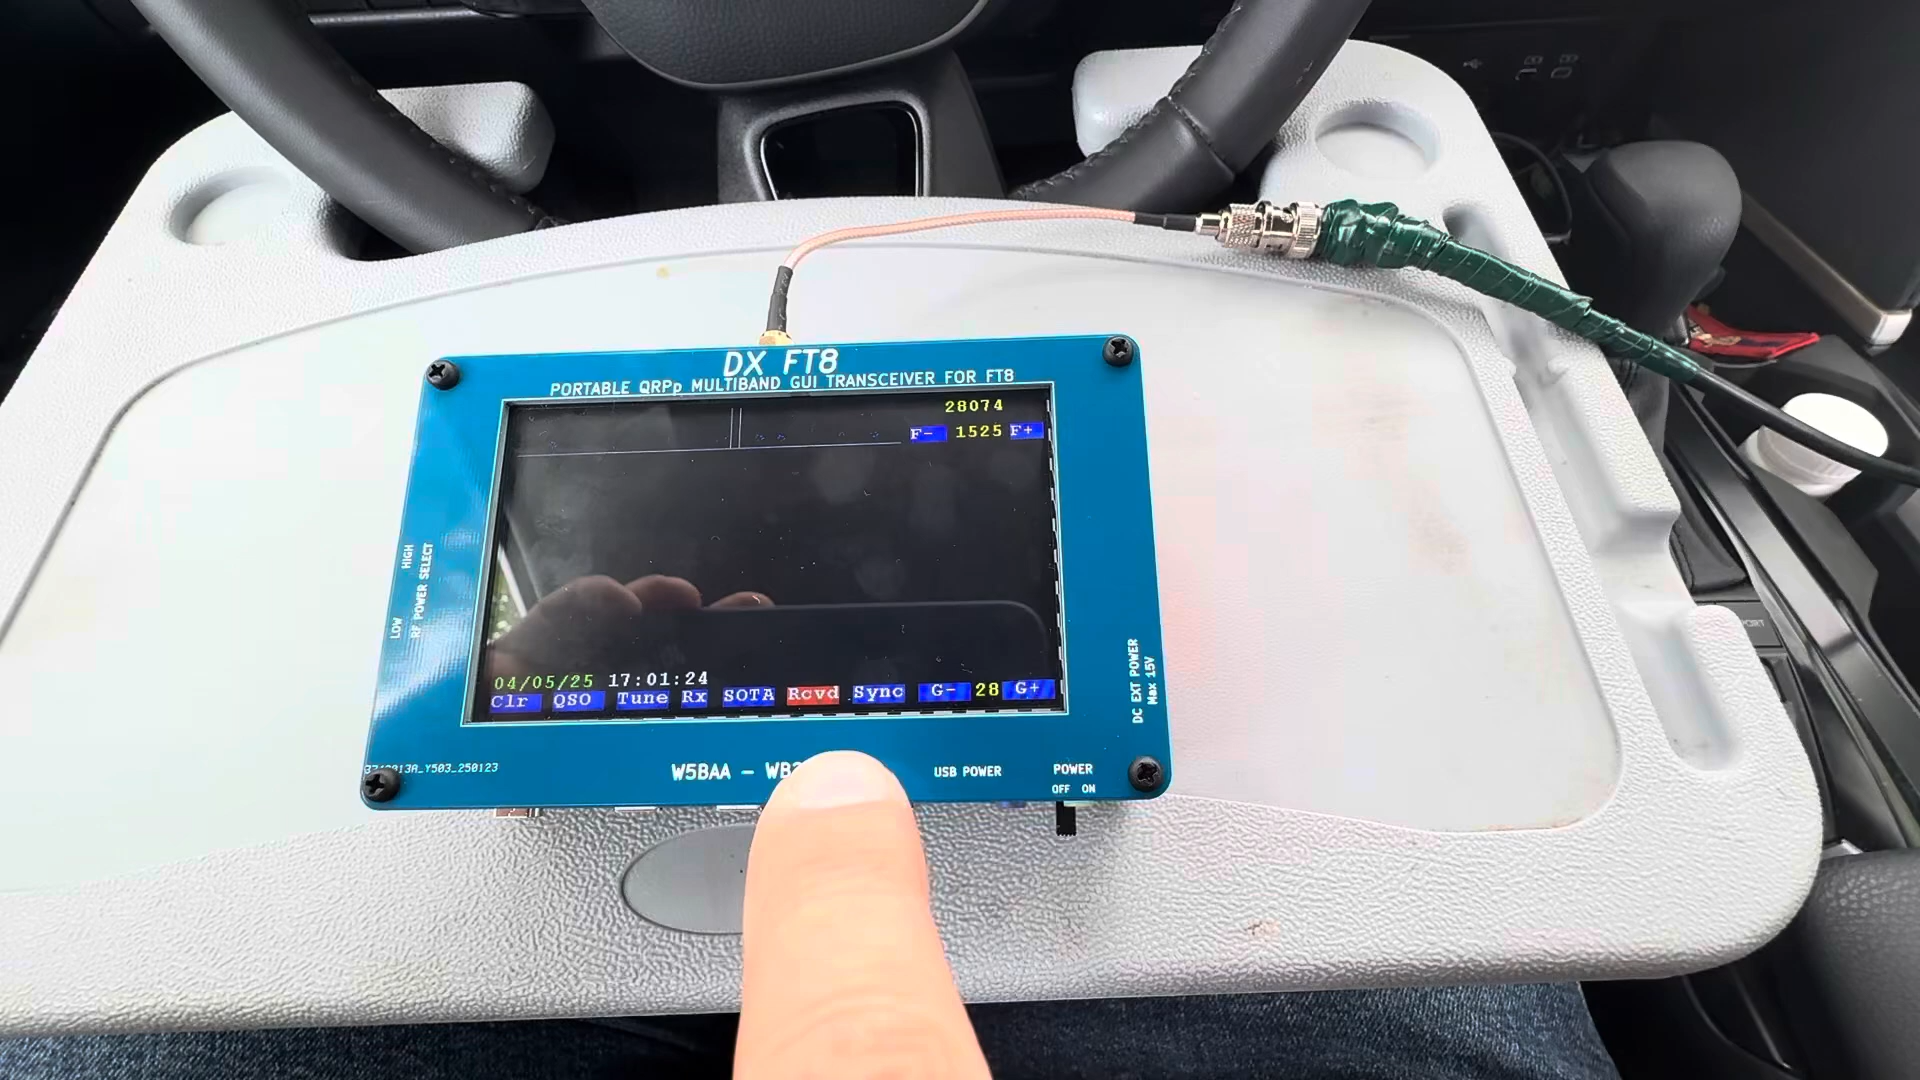 DX FT8
PORTABLE QRPp MULTIBAND GUI TRANSCEIVER FOR FT8
28074
F- 1525 F+
HIGH
LOW
RF POWER SELECT
DC EXT POWER
Max 15V
04/05/25 17:01:24
Clr QSO Tune Rx SOTA Rcvd Sync G- 28 G+
W5BAA - WB2
USB POWER
POWER
OFF ON